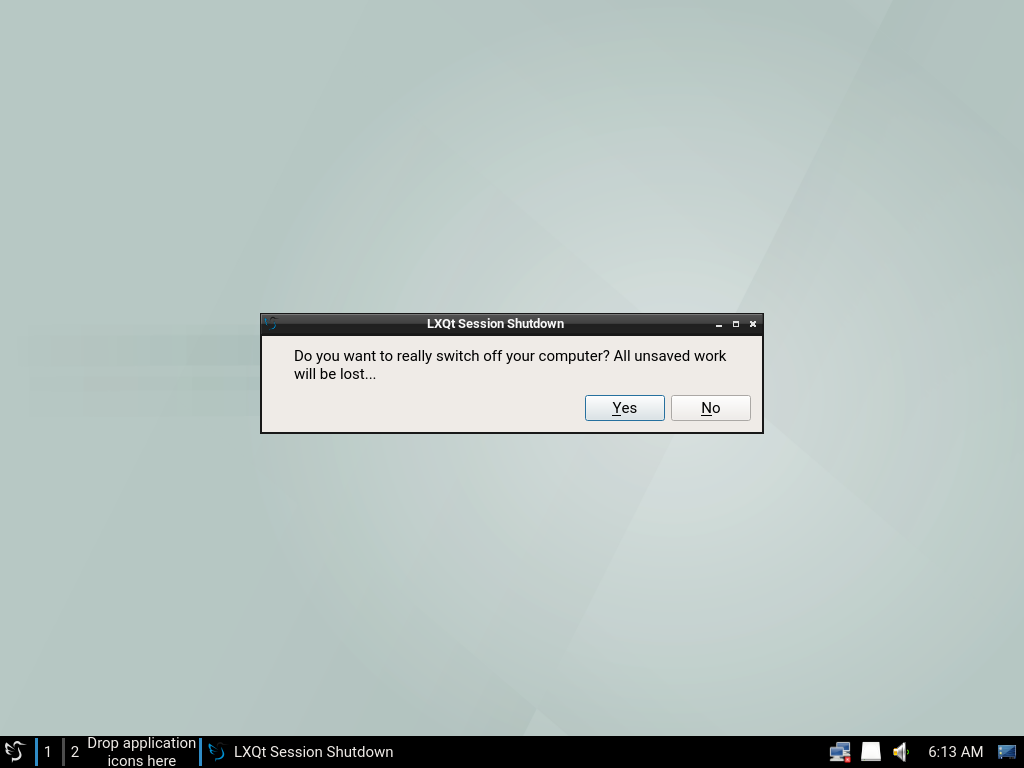 LXQt Session Shutdown
Do you want to really switch off your computer? All unsaved work
will be lost...
Yes
No
1
2
Drop application
icons here
LXQt Session Shutdown
6:13 AM